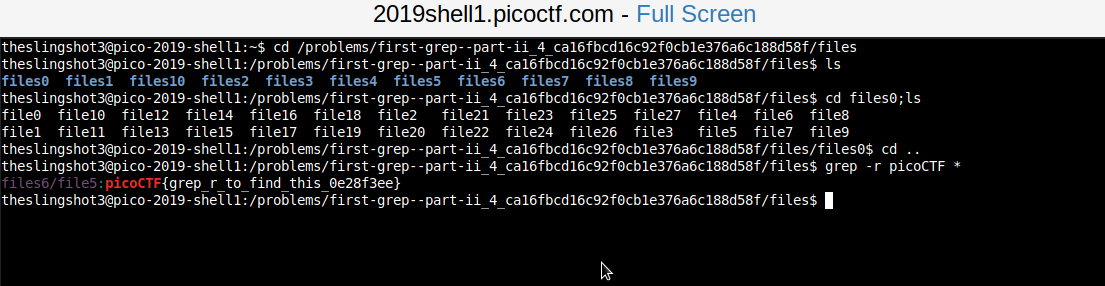 2019shell1.picoctf.com - Full Screen
theslingshot3@pico-2019-shell1:~$ cd /problems/first-grep--part-ii_4_ca16fbcd16c92f0cb1e376a6c188d58f/files
theslingshot3@pico-2019-shell1:/problems/first-grep--part-ii_4_ca16fbcd16c92f0cb1e376a6c188d58f/files$ ls
files0 files1 files10 files2 files3 files4 files5 files6 files7 files8 files9
theslingshot3@pico-2019-shell1:/problems/first-grep--part-ii_4_ca16fbcd16c92f0cb1e376a6c188d58f/files$ cd files0;ls
file0 file10 file12 file14 file16 file18 file2 file21 file23 file25 file27 file4 file6 file8
file1 file11 file13 file15 file17 file19 file20 file22 file24 file26 file3 file5 file7 file9
theslingshot3@pico-2019-shell1:/problems/first-grep--part-ii_4_ca16fbcd16c92f0cb1e376a6c188d58f/files/files0$ cd ..
theslingshot3@pico-2019-shell1:/problems/first-grep--part-ii_4_ca16fbcd16c92f0cb1e376a6c188d58f/files$ grep -r picoCTF *
files6/file5:picoCTF{grep_r_to_find_this_0e28f3ee}
theslingshot3@pico-2019-shell1:/problems/first-grep--part-ii_4_ca16fbcd16c92f0cb1e376a6c188d58f/files$